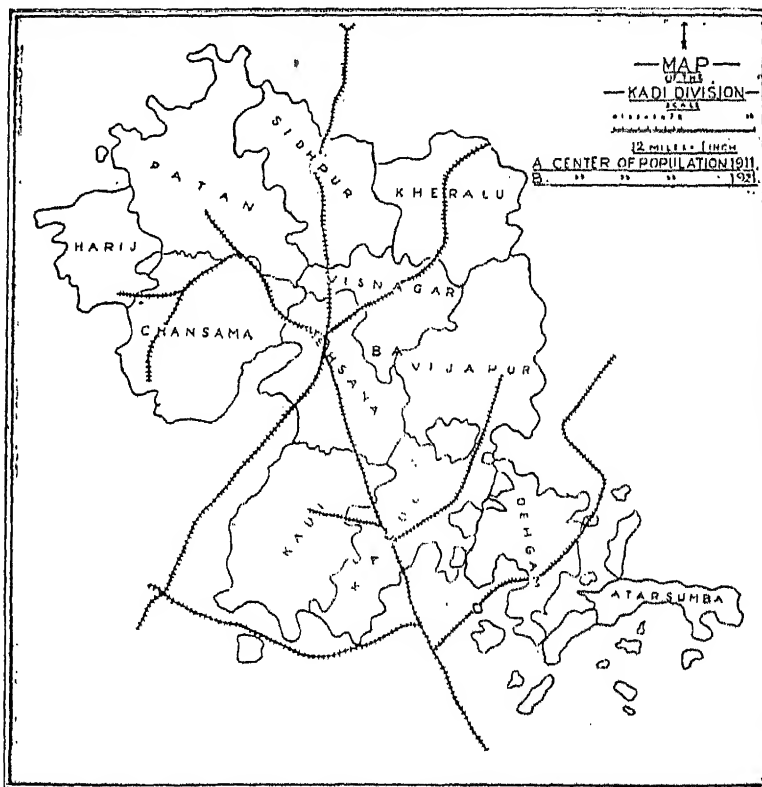 MAP
OF THE
KADI DIVISION
SCALE
12 MILES = 1 INCH
A CENTER OF POPULATION 1911
B " " " 1921
SIDHPUR
PATAN
KHERALU
HARIJ
VISNAGAR
CHANSAMA
BA
VIJAPUR
DEHGAM
ATARSUMBA